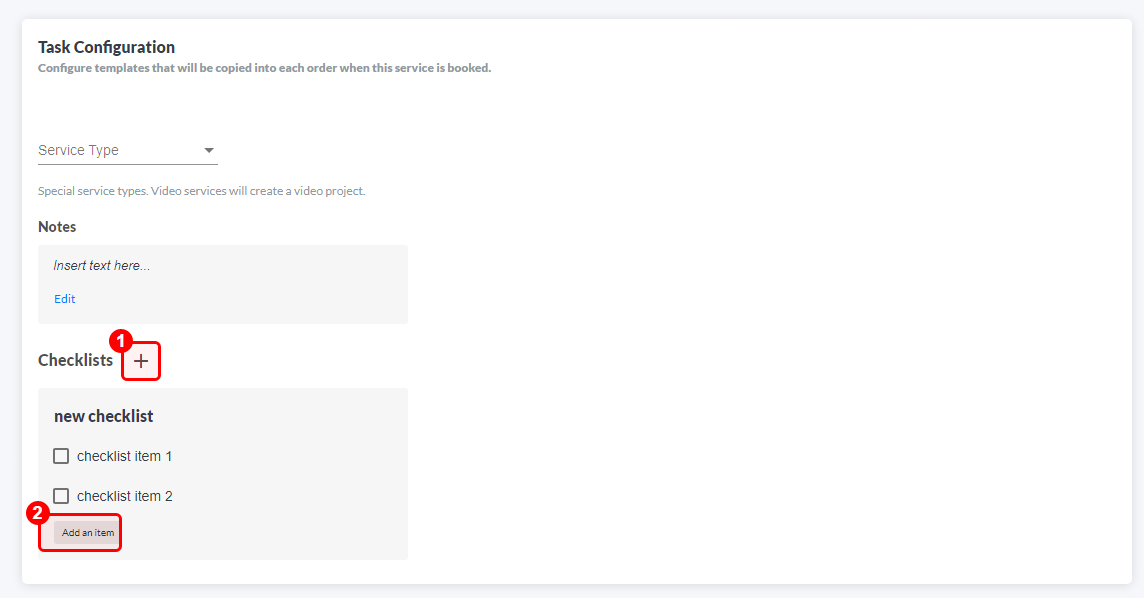 Task Configuration
Configure templates that will be copied into each order when this service is booked.
Service Type
Special service types. Video services will create a video project.
Notes
Insert text here...
Edit
1
Checklists
new checklist
checklist item 1
checklist item 2
2
Add an item